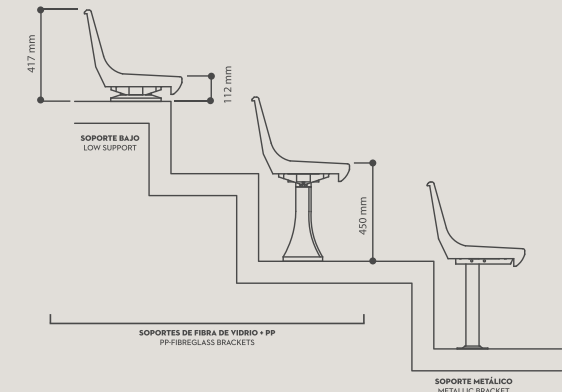 417 mm
112 mm
SOPORTE BAJO
LOW SUPPORT
450 mm
SOPORTES DE FIBRA DE VIDRIO + PP
PP-FIBREGLASS BRACKETS
SOPORTE METÁLICO
METALLIC BRACKET